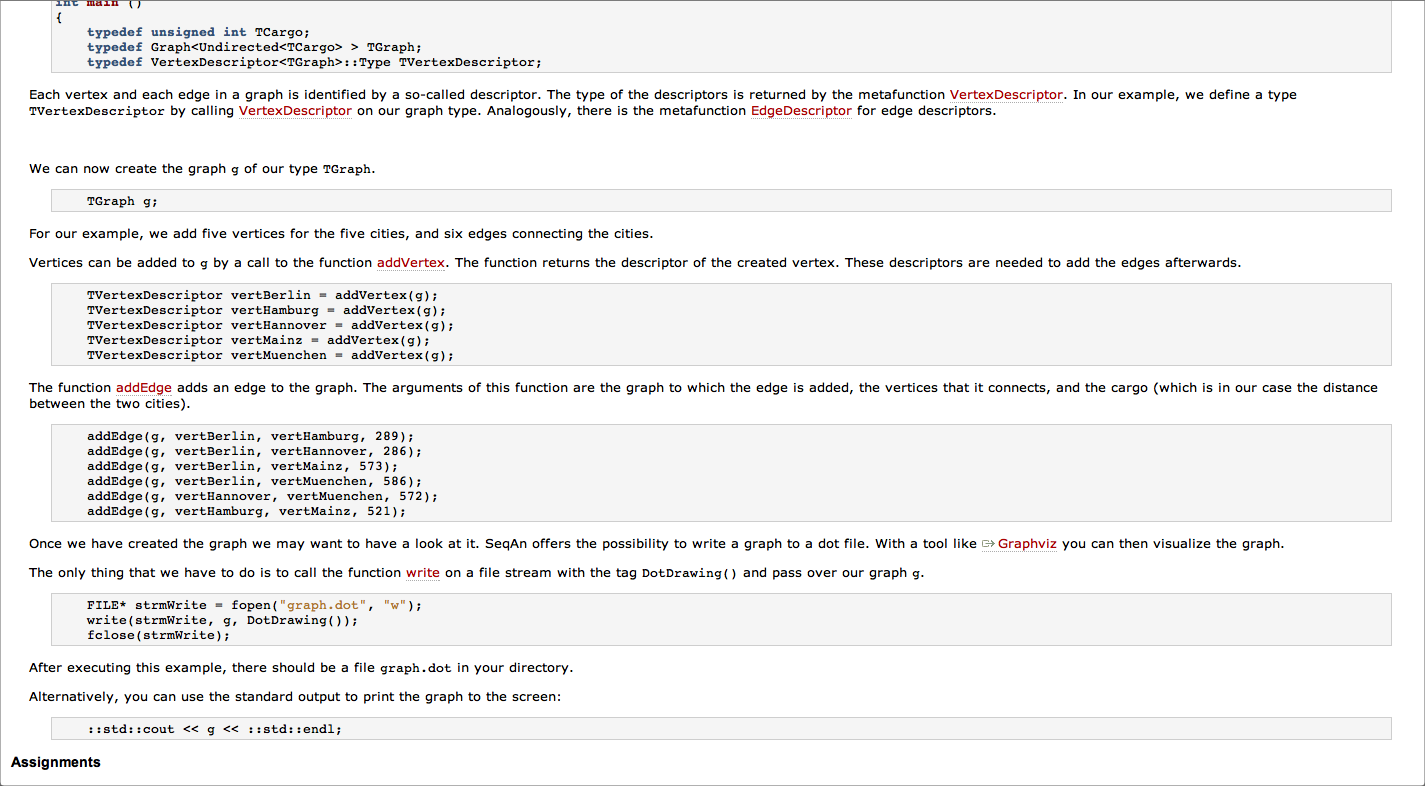 int main ()
{
typedef unsigned int TCargo;
typedef Graph<Undirected<TCargo> > TGraph;
typedef VertexDescriptor<TGraph>::Type TVertexDescriptor;
Each vertex and each edge in a graph is identified by a so-called descriptor. The type of the descriptors is returned by the metafunction VertexDescriptor. In our example, we define a type
TVertexDescriptor by calling VertexDescriptor on our graph type. Analogously, there is the metafunction EdgeDescriptor for edge descriptors.
We can now create the graph g of our type TGraph.
TGraph g;
For our example, we add five vertices for the five cities, and six edges connecting the cities.
Vertices can be added to g by a call to the function addVertex. The function returns the descriptor of the created vertex. These descriptors are needed to add the edges afterwards.
TVertexDescriptor vertBerlin = addVertex(g);
TVertexDescriptor vertHamburg = addVertex(g);
TVertexDescriptor vertHannover = addVertex(g);
TVertexDescriptor vertMainz = addVertex(g);
TVertexDescriptor vertMuenchen = addVertex(g);
The function addEdge adds an edge to the graph. The arguments of this function are the graph to which the edge is added, the vertices that it connects, and the cargo (which is in our case the distance
between the two cities).
addEdge(g, vertBerlin, vertHamburg, 289);
addEdge(g, vertBerlin, vertHannover, 286);
addEdge(g, vertBerlin, vertMainz, 573);
addEdge(g, vertBerlin, vertMuenchen, 586);
addEdge(g, vertHannover, vertMuenchen, 572);
addEdge(g, vertHamburg, vertMainz, 521);
Once we have created the graph we may want to have a look at it. SeqAn offers the possibility to write a graph to a dot file. With a tool like Graphviz you can then visualize the graph.
The only thing that we have to do is to call the function write on a file stream with the tag DotDrawing() and pass over our graph g.
FILE* strmWrite = fopen("graph.dot", "w");
write(strmWrite, g, DotDrawing());
fclose(strmWrite);
After executing this example, there should be a file graph.dot in your directory.
Alternatively, you can use the standard output to print the graph to the screen:
::std::cout << g << ::std::endl;
Assignments